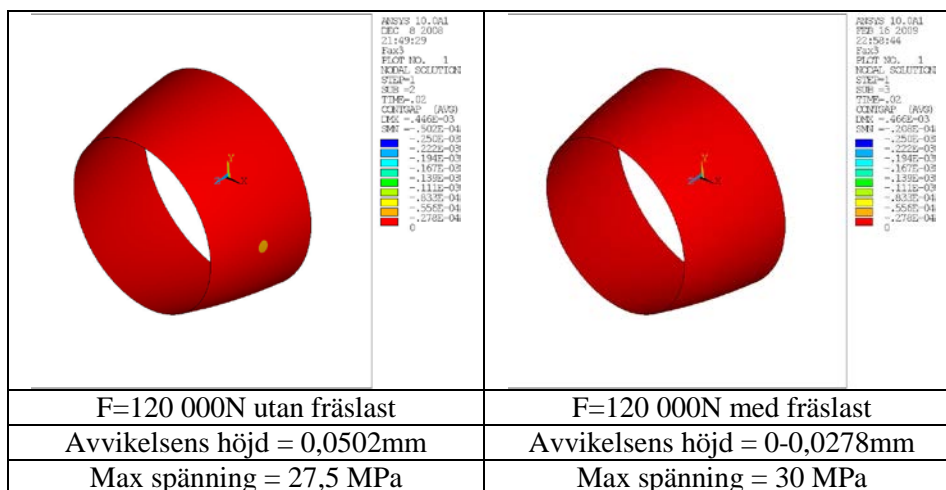 ANSYS 10.0A1
DEC 8 2008
21:49:29
Fax3
PLOT NO. 1
NODAL SOLUTION
STEP=1
SUB =2
TIME=.02
CONTGAP (AVG)
DMX =.446E-03
SMN =-.502E-04
-.250E-03
-.222E-03
-.194E-03
-.167E-03
-.139E-03
-.111E-03
-.833E-04
-.556E-04
-.278E-04
0
Y
Z X
ANSYS 10.0A1
FEB 16 2009
22:58:44
Fax3
PLOT NO. 1
NODAL SOLUTION
STEP=1
SUB =3
TIME=.02
CONTGAP (AVG)
DMX =.466E-03
SMN =-.208E-04
-.250E-03
-.222E-03
-.194E-03
-.167E-03
-.139E-03
-.111E-03
-.833E-04
-.556E-04
-.278E-04
0
Y
Z X
F=120 000N utan fräslast
F=120 000N med fräslast
Avvikelsens höjd = 0,0502mm
Avvikelsens höjd = 0-0,0278mm
Max spänning = 27,5 MPa
Max spänning = 30 MPa